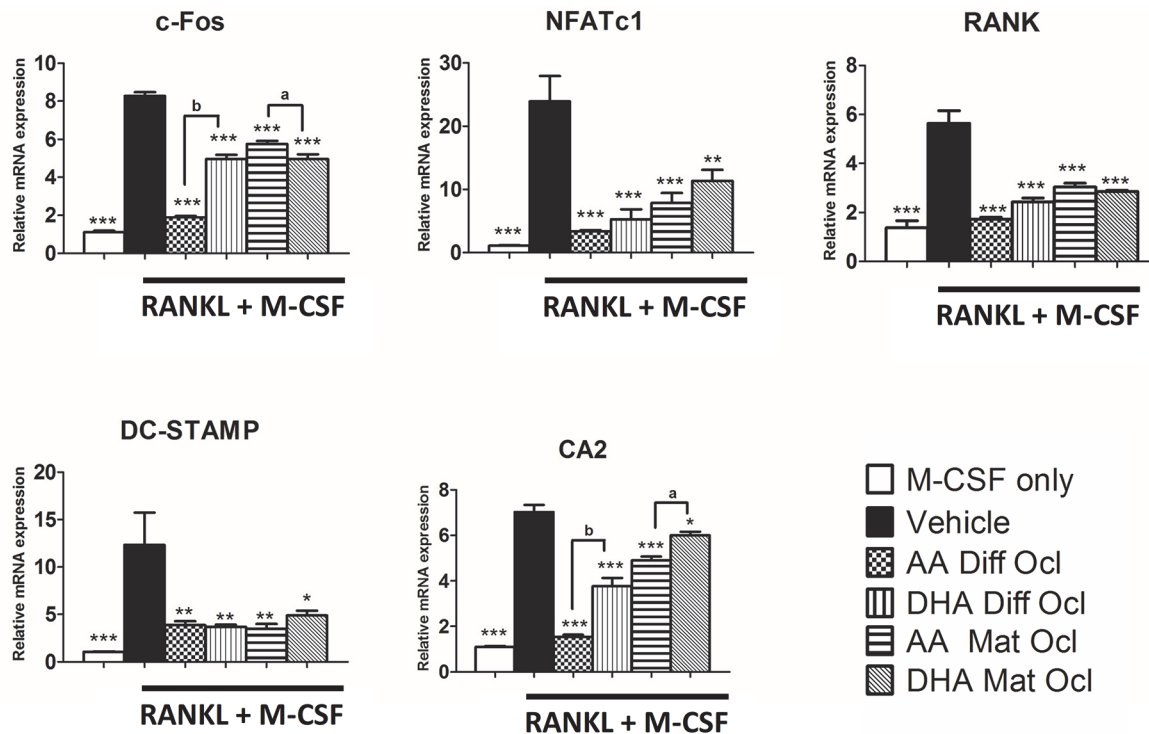 c-Fos
Relative mRNA expression
10
8
6
4
2
0
***
***
b
***
***
a
***
RANKL + M-CSF
NFATc1
Relative mRNA expression
30
20
10
0
***
***
***
***
**
RANKL + M-CSF
RANK
Relative mRNA expression
8
6
4
2
0
***
***
***
***
***
RANKL + M-CSF
DC-STAMP
Relative mRNA expression
20
15
10
5
0
***
**
**
**
*
RANKL + M-CSF
CA2
Relative mRNA expression
8
6
4
2
0
***
***
b
***
***
a
*
RANKL + M-CSF
M-CSF only
Vehicle
AA Diff Ocl
DHA Diff Ocl
AA Mat Ocl
DHA Mat Ocl